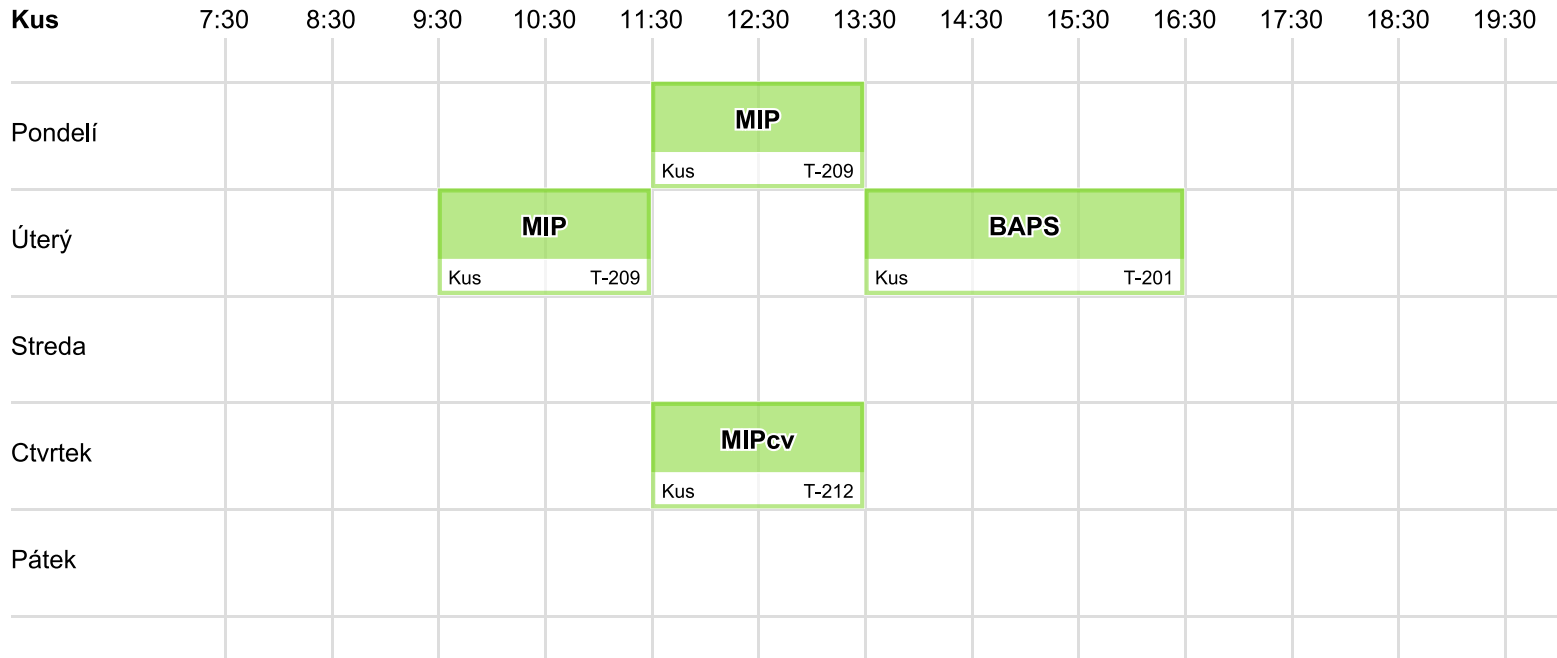 Kus 7:30 8:30 9:30 10:30 11:30 12:30 13:30 14:30 15:30 16:30 17:30 18:30 19:30
Pondelí
MIP
Kus T-209
Úterý
MIP
Kus T-209
BAPS
Kus T-201
Streda
Ctvrtek
MIPcv
Kus T-212
Pátek